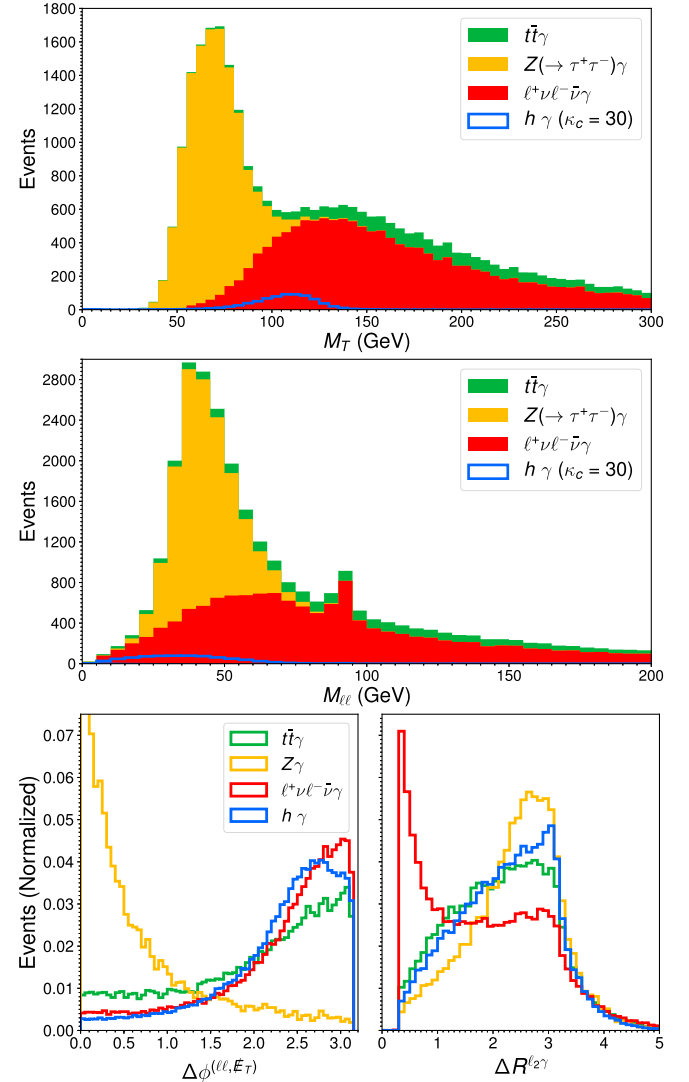 1800
1600
1400
1200
1000
800
600
400
200
0
Events
tt̄γ
Z(→ τ⁺τ⁻)γ
ℓ⁺νℓ⁻ν̄γ
h γ (κ_c = 30)
0 50 100 150 200 250 300
M_T (GeV)
2800
2400
2000
1600
1200
800
400
0
Events
tt̄γ
Z(→ τ⁺τ⁻)γ
ℓ⁺νℓ⁻ν̄γ
h γ (κ_c = 30)
0 50 100 150 200
M_ℓℓ (GeV)
0.07
0.06
0.05
0.04
0.03
0.02
0.01
0.00
Events (Normalized)
tt̄γ
Zγ
ℓ⁺νℓ⁻ν̄γ
h γ
0.0 0.5 1.0 1.5 2.0 2.5 3.0
Δϕ^(ℓℓ,E̸_T)
0 1 2 3 4 5
ΔR^ℓ₂γ